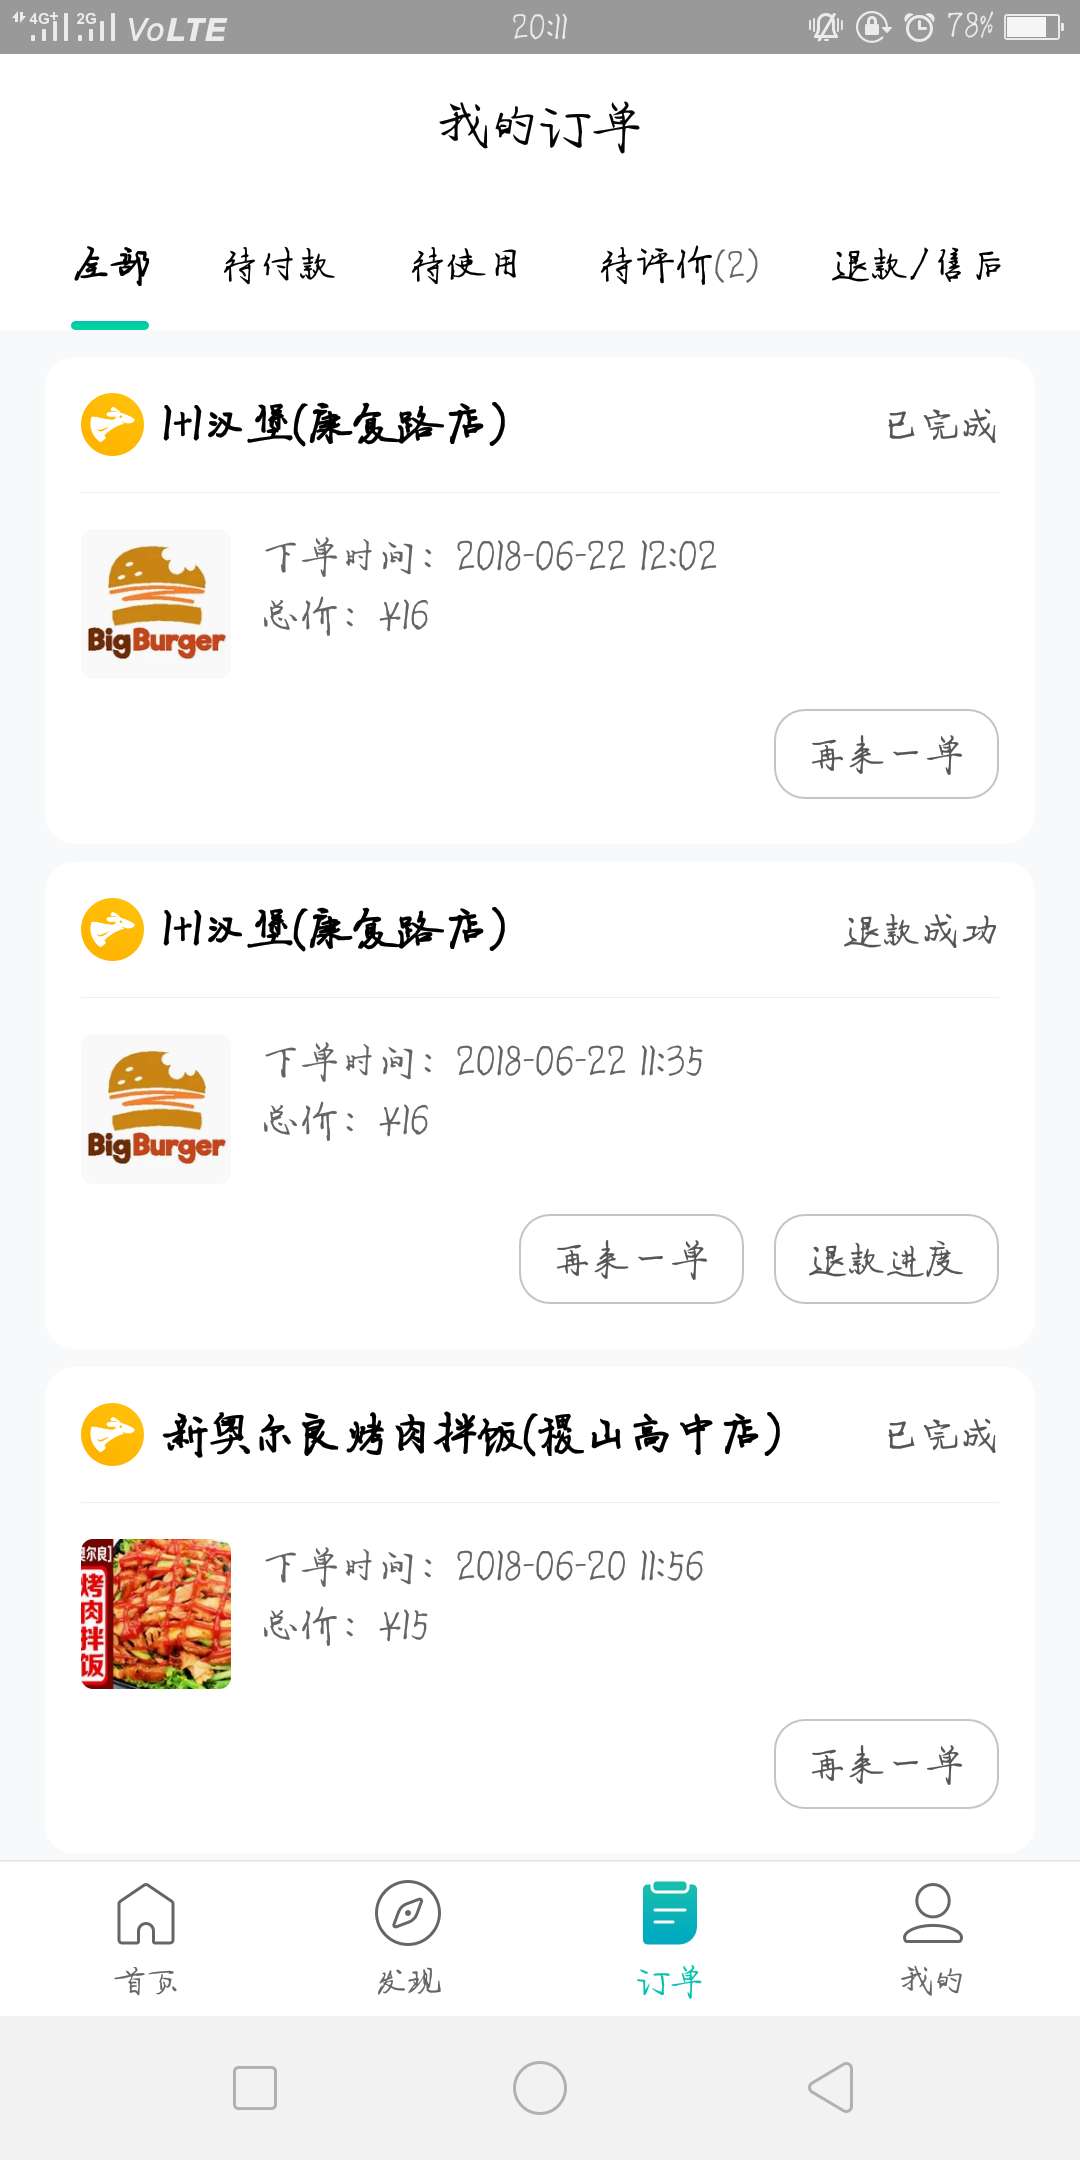 4G+ 2G VoLTE 20:11 78%
我的订单
全部 待付款 待使用 待评价(2) 退款/售后
H汉堡(康复路店) 已完成
BigBurger
下单时间：2018-06-22 12:02
总价：¥16
再来一单
H汉堡(康复路店) 退款成功
BigBurger
下单时间：2018-06-22 11:35
总价：¥16
再来一单 退款进度
新奥尔良烤肉拌饭(稷山高中店) 已完成
奥尔良]
烤肉拌饭
下单时间：2018-06-20 11:56
总价：¥15
再来一单
首页 发现 订单 我的